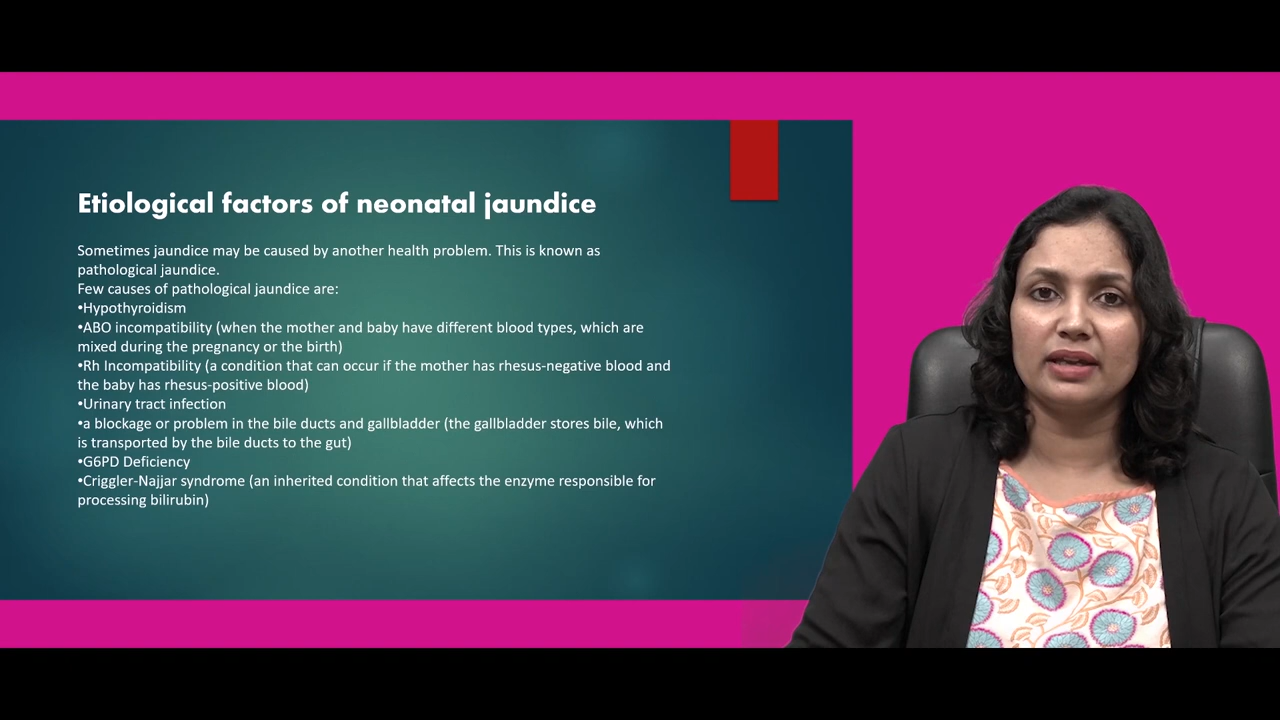 Etiological factors of neonatal jaundice
Sometimes jaundice may be caused by another health problem. This is known as
pathological jaundice.
Few causes of pathological jaundice are:
•Hypothyroidism
•ABO incompatibility (when the mother and baby have different blood types, which are
mixed during the pregnancy or the birth)
•Rh Incompatibility (a condition that can occur if the mother has rhesus-negative blood and
the baby has rhesus-positive blood)
•Urinary tract infection
•a blockage or problem in the bile ducts and gallbladder (the gallbladder stores bile, which
is transported by the bile ducts to the gut)
•G6PD Deficiency
•Criggler-Najjar syndrome (an inherited condition that affects the enzyme responsible for
processing bilirubin)